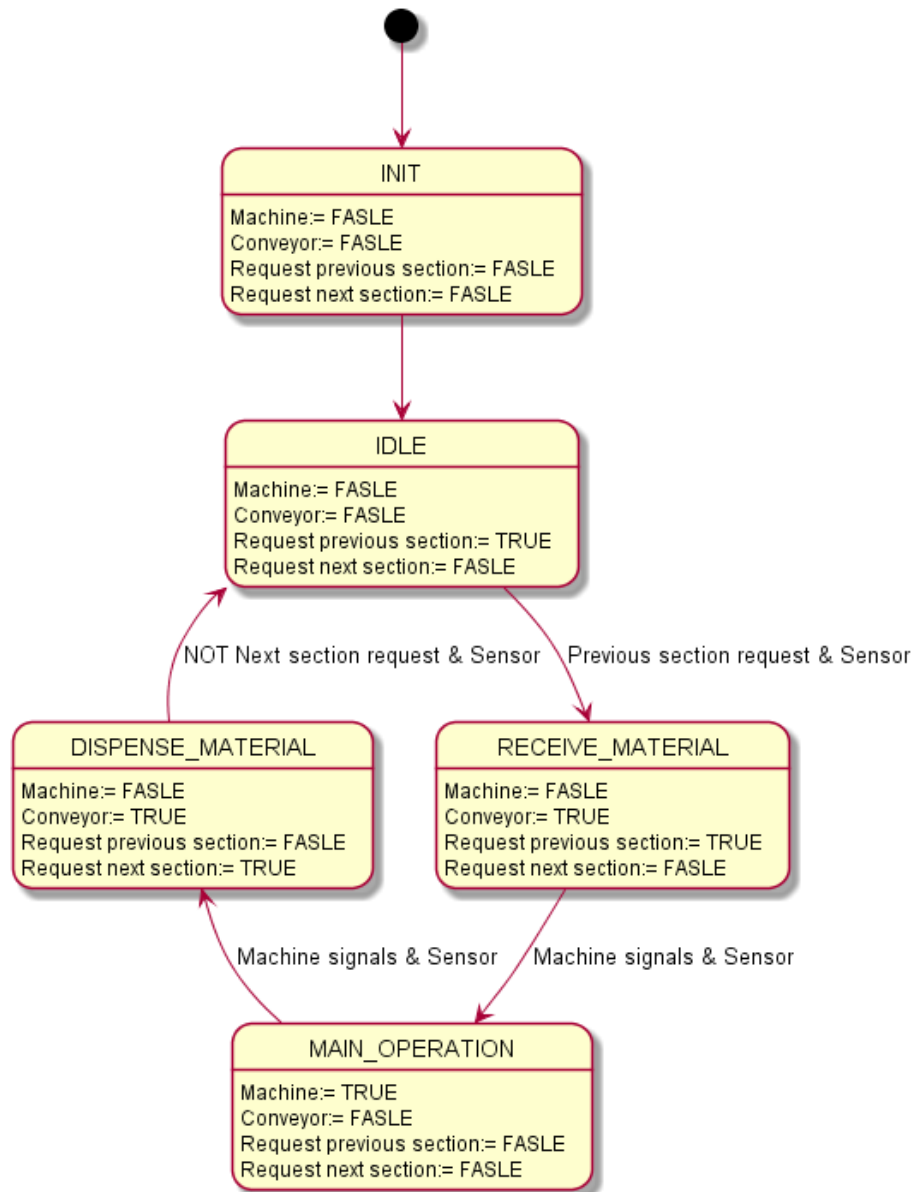 INIT
Machine:= FASLE
Conveyor:= FASLE
Request previous section:= FASLE
Request next section:= FASLE
IDLE
Machine:= FASLE
Conveyor:= FASLE
Request previous section:= TRUE
Request next section:= FASLE
NOT Next section request & Sensor
Previous section request & Sensor
DISPENSE_MATERIAL
Machine:= FASLE
Conveyor:= TRUE
Request previous section:= FASLE
Request next section:= TRUE
RECEIVE_MATERIAL
Machine:= FASLE
Conveyor:= TRUE
Request previous section:= TRUE
Request next section:= FASLE
Machine signals & Sensor
Machine signals & Sensor
MAIN_OPERATION
Machine:= TRUE
Conveyor:= FASLE
Request previous section:= FASLE
Request next section:= FASLE